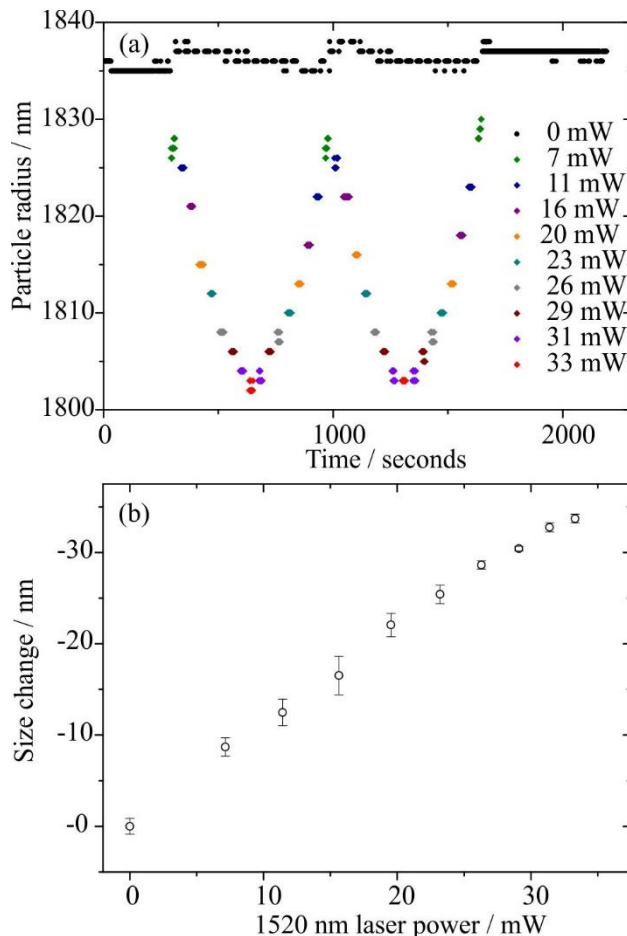 (a)
Particle radius / nm
1840
1830
1820
1810
1800
0 mW
7 mW
11 mW
16 mW
20 mW
23 mW
26 mW
29 mW
31 mW
33 mW
0
1000
2000
Time / seconds
(b)
Size change / nm
-30
-20
-10
-0
0
10
20
30
1520 nm laser power / mW